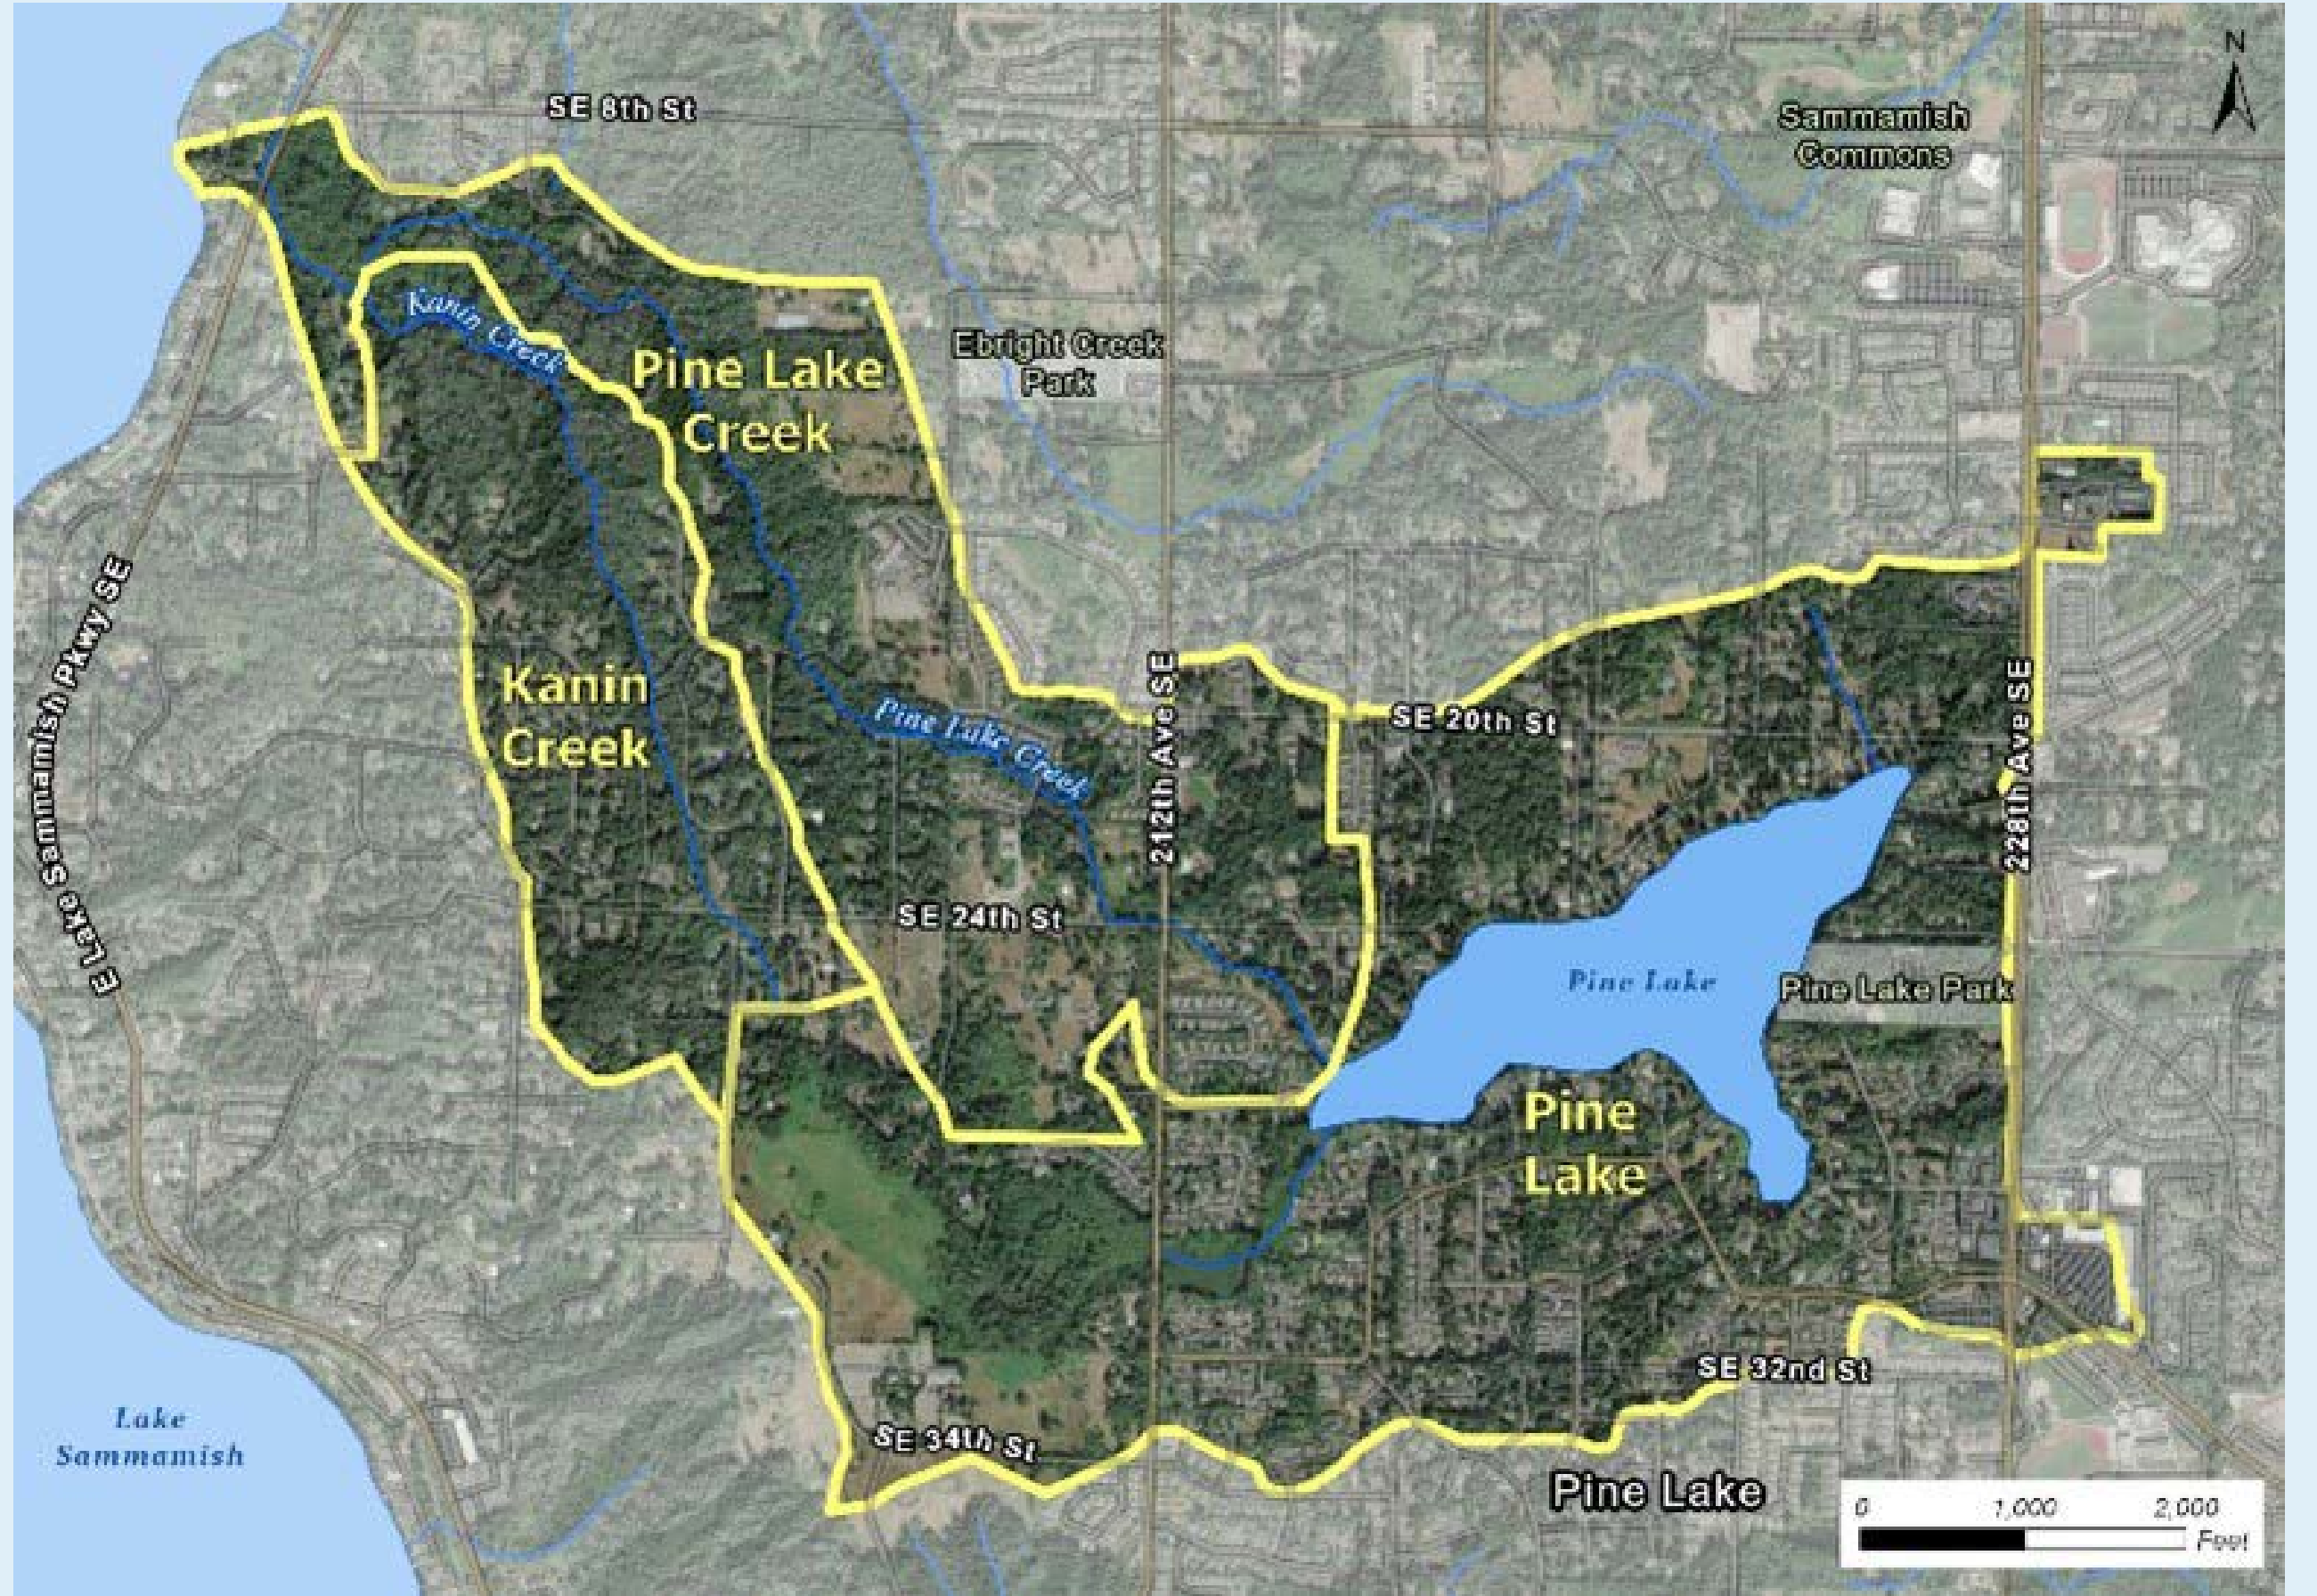 N
SE 8th St
Sammamish
Commons
Kanin Creek
Ebright Creek
Park
Pine Lake
Creek
E Lake Sammamish Pkwy SE
Kanin
Creek
Pine Lake Creek
212th Ave SE
SE 20th St
228th Ave SE
SE 24th St
Pine Lake
Pine Lake Park
Pine
Lake
SE 32nd St
Lake
Sammamish
SE 34th St
Pine Lake
0 1,000 2,000
Feet